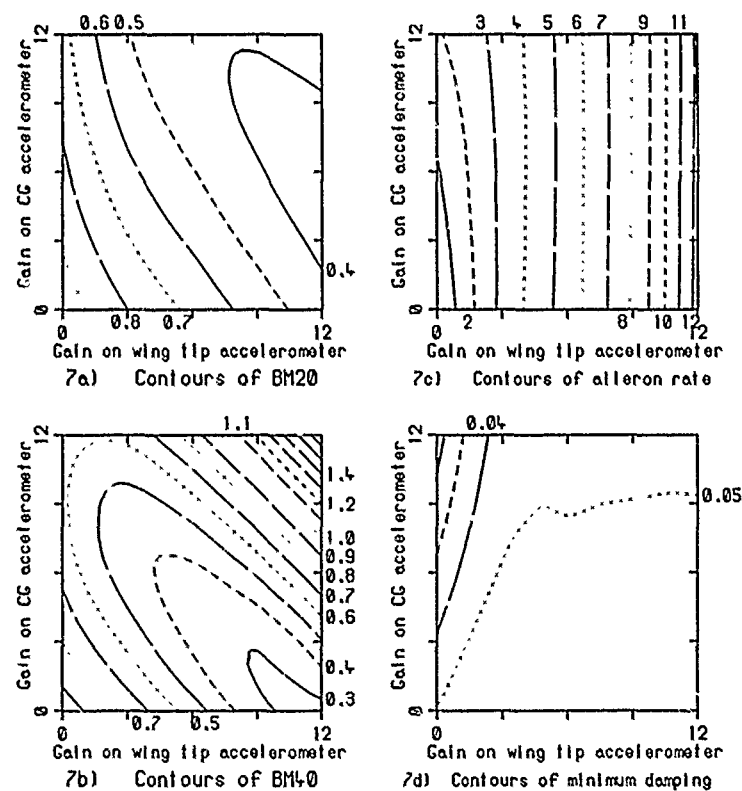 0.6 0.5
12
Gain on CG accelerometer
0.4
0
0.8 0.7
0 12
Gain on wing tip accelerometer
7a) Contours of BM20
3 4 5 6 7 9 11
12
Gain on CG accelerometer
0
2 8 10 12
0 12
Gain on wing tip accelerometer
7c) Contours of aileron rate
1.1
12
Gain on CG accelerometer
1.4
1.2
1.0
0.9
0.8
0.7
0.6
0.4
0.3
0
0.7 0.5
0 12
Gain on wing tip accelerometer
7b) Contours of BM40
0.04
12
Gain on CG accelerometer
0.05
0
0 12
Gain on wing tip accelerometer
7d) Contours of minimum damping